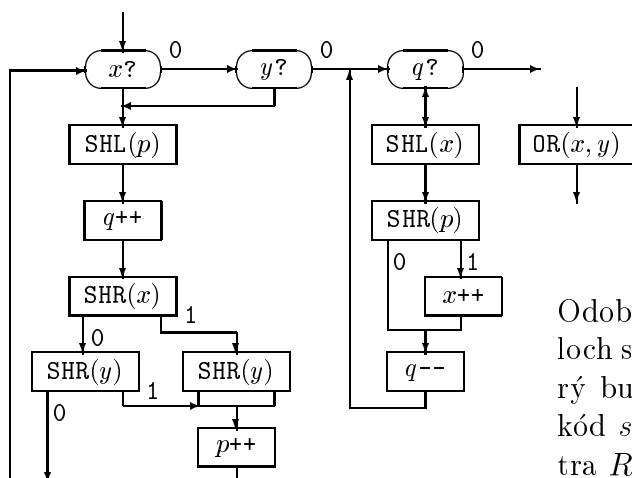 0 0 0
x? y? q?
SHL(p) SHL(x) OR(x, y)
q++ SHR(p)
0 1
SHR(x) x++
1
0
SHR(y) SHR(y) q--
0 1
p++
Odob
loch s
rý bu
kód s
tra R